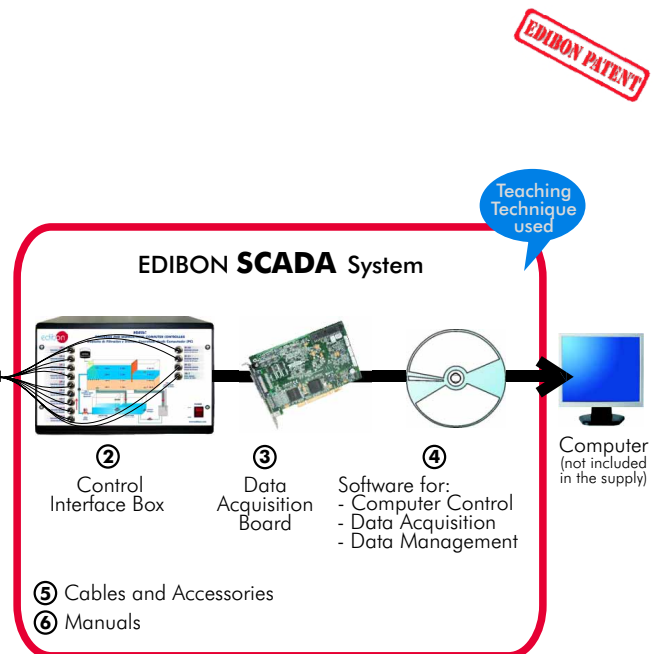 EDIBON PATENT
Teaching
Technique
used
EDIBON SCADA System
edibon
②
Control
Interface Box
③
Data
Acquisition
Board
④
Software for:
- Computer Control
- Data Acquisition
- Data Management
Computer
(not included
in the supply)
⑤ Cables and Accessories
⑥ Manuals